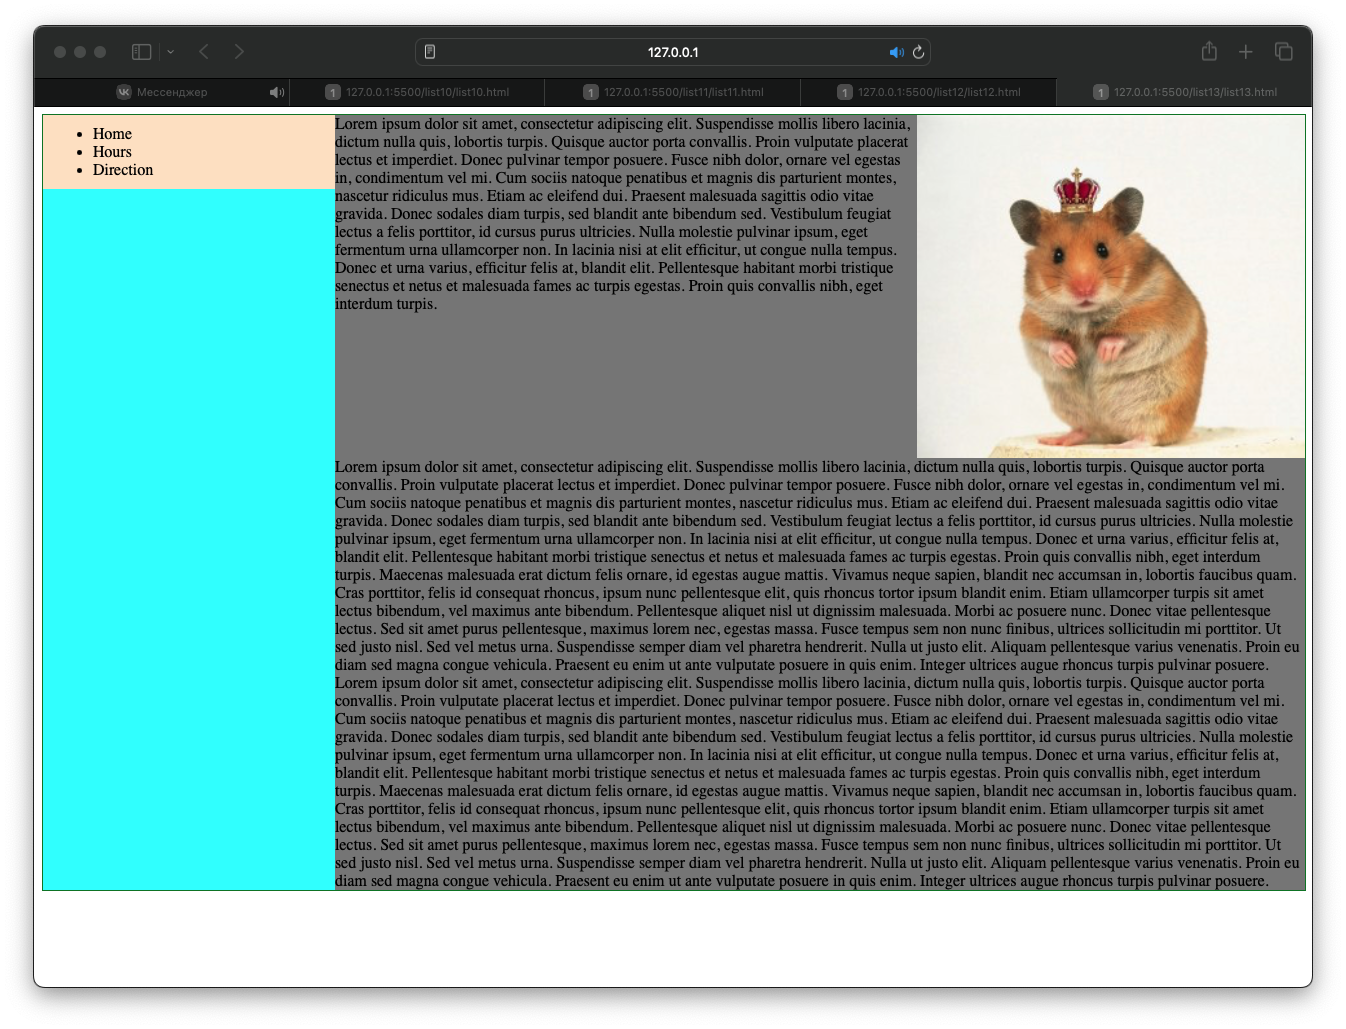 127.0.0.1
Мессенджер
1 127.0.0.1:5500/list10/list10.html
1 127.0.0.1:5500/list11/list11.html
1 127.0.0.1:5500/list12/list12.html
1 127.0.0.1:5500/list13/list13.html
Home
Hours
Direction
Lorem ipsum dolor sit amet, consectetur adipiscing elit. Suspendisse mollis libero lacinia,
dictum nulla quis, lobortis turpis. Quisque auctor porta convallis. Proin vulputate placerat
lectus et imperdiet. Donec pulvinar tempor posuere. Fusce nibh dolor, ornare vel egestas
in, condimentum vel mi. Cum sociis natoque penatibus et magnis dis parturient montes,
nascetur ridiculus mus. Etiam ac eleifend dui. Praesent malesuada sagittis odio vitae
gravida. Donec sodales diam turpis, sed blandit ante bibendum sed. Vestibulum feugiat
lectus a felis porttitor, id cursus purus ultricies. Nulla molestie pulvinar ipsum, eget
fermentum urna ullamcorper non. In lacinia nisi at elit efficitur, ut congue nulla tempus.
Donec et urna varius, efficitur felis at, blandit elit. Pellentesque habitant morbi tristique
senectus et netus et malesuada fames ac turpis egestas. Proin quis convallis nibh, eget
interdum turpis.
Lorem ipsum dolor sit amet, consectetur adipiscing elit. Suspendisse mollis libero lacinia, dictum nulla quis, lobortis turpis. Quisque auctor porta
convallis. Proin vulputate placerat lectus et imperdiet. Donec pulvinar tempor posuere. Fusce nibh dolor, ornare vel egestas in, condimentum vel mi.
Cum sociis natoque penatibus et magnis dis parturient montes, nascetur ridiculus mus. Etiam ac eleifend dui. Praesent malesuada sagittis odio vitae
gravida. Donec sodales diam turpis, sed blandit ante bibendum sed. Vestibulum feugiat lectus a felis porttitor, id cursus purus ultricies. Nulla molestie
pulvinar ipsum, eget fermentum urna ullamcorper non. In lacinia nisi at elit efficitur, ut congue nulla tempus. Donec et urna varius, efficitur felis at,
blandit elit. Pellentesque habitant morbi tristique senectus et netus et malesuada fames ac turpis egestas. Proin quis convallis nibh, eget interdum
turpis. Maecenas malesuada erat dictum felis ornare, id egestas augue mattis. Vivamus neque sapien, blandit nec accumsan in, lobortis faucibus quam.
Cras porttitor, felis id consequat rhoncus, ipsum nunc pellentesque elit, quis rhoncus tortor ipsum blandit enim. Etiam ullamcorper turpis sit amet
lectus bibendum, vel maximus ante bibendum. Pellentesque aliquet nisl ut dignissim malesuada. Morbi ac posuere nunc. Donec vitae pellentesque
lectus. Sed sit amet purus pellentesque, maximus lorem nec, egestas massa. Fusce tempus sem non nunc finibus, ultrices sollicitudin mi porttitor. Ut
sed justo nisl. Sed vel metus urna. Suspendisse semper diam vel pharetra hendrerit. Nulla ut justo elit. Aliquam pellentesque varius venenatis. Proin eu
diam sed magna congue vehicula. Praesent eu enim ut ante vulputate posuere in quis enim. Integer ultrices augue rhoncus turpis pulvinar posuere.
Lorem ipsum dolor sit amet, consectetur adipiscing elit. Suspendisse mollis libero lacinia, dictum nulla quis, lobortis turpis. Quisque auctor porta
convallis. Proin vulputate placerat lectus et imperdiet. Donec pulvinar tempor posuere. Fusce nibh dolor, ornare vel egestas in, condimentum vel mi.
Cum sociis natoque penatibus et magnis dis parturient montes, nascetur ridiculus mus. Etiam ac eleifend dui. Praesent malesuada sagittis odio vitae
gravida. Donec sodales diam turpis, sed blandit ante bibendum sed. Vestibulum feugiat lectus a felis porttitor, id cursus purus ultricies. Nulla molestie
pulvinar ipsum, eget fermentum urna ullamcorper non. In lacinia nisi at elit efficitur, ut congue nulla tempus. Donec et urna varius, efficitur felis at,
blandit elit. Pellentesque habitant morbi tristique senectus et netus et malesuada fames ac turpis egestas. Proin quis convallis nibh, eget interdum
turpis. Maecenas malesuada erat dictum felis ornare, id egestas augue mattis. Vivamus neque sapien, blandit nec accumsan in, lobortis faucibus quam.
Cras porttitor, felis id consequat rhoncus, ipsum nunc pellentesque elit, quis rhoncus tortor ipsum blandit enim. Etiam ullamcorper turpis sit amet
lectus bibendum, vel maximus ante bibendum. Pellentesque aliquet nisl ut dignissim malesuada. Morbi ac posuere nunc. Donec vitae pellentesque
lectus. Sed sit amet purus pellentesque, maximus lorem nec, egestas massa. Fusce tempus sem non nunc finibus, ultrices sollicitudin mi porttitor. Ut
sed justo nisl. Sed vel metus urna. Suspendisse semper diam vel pharetra hendrerit. Nulla ut justo elit. Aliquam pellentesque varius venenatis. Proin eu
diam sed magna congue vehicula. Praesent eu enim ut ante vulputate posuere in quis enim. Integer ultrices augue rhoncus turpis pulvinar posuere.